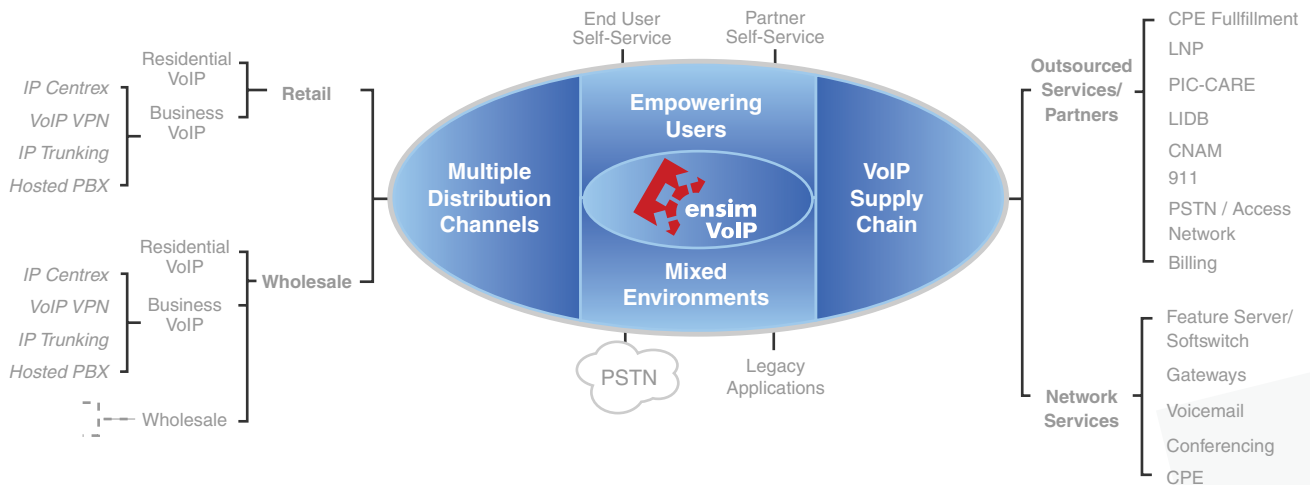 End User
Self-Service
Partner
Self-Service
Residential
VoIP
Business
VoIP
IP Centrex
VoIP VPN
IP Trunking
Hosted PBX
Retail
Residential
VoIP
Business
VoIP
IP Centrex
VoIP VPN
IP Trunking
Hosted PBX
Wholesale
Wholesale
Multiple
Distribution
Channels
Empowering
Users
ensim
VoIP
Mixed
Environments
VoIP
Supply
Chain
PSTN
Legacy
Applications
Outsourced
Services/
Partners
CPE Fullfillment
LNP
PIC-CARE
LIDB
CNAM
911
PSTN / Access
Network
Billing
Network
Services
Feature Server/
Softswitch
Gateways
Voicemail
Conferencing
CPE